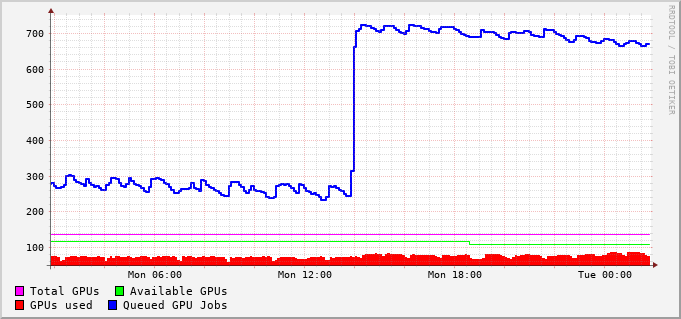 RRDTOOL / TOBI OETIKER
700
600
500
400
300
200
100
Mon 06:00 Mon 12:00 Mon 18:00 Tue 00:00
Total GPUs Available GPUs
GPUs used Queued GPU Jobs